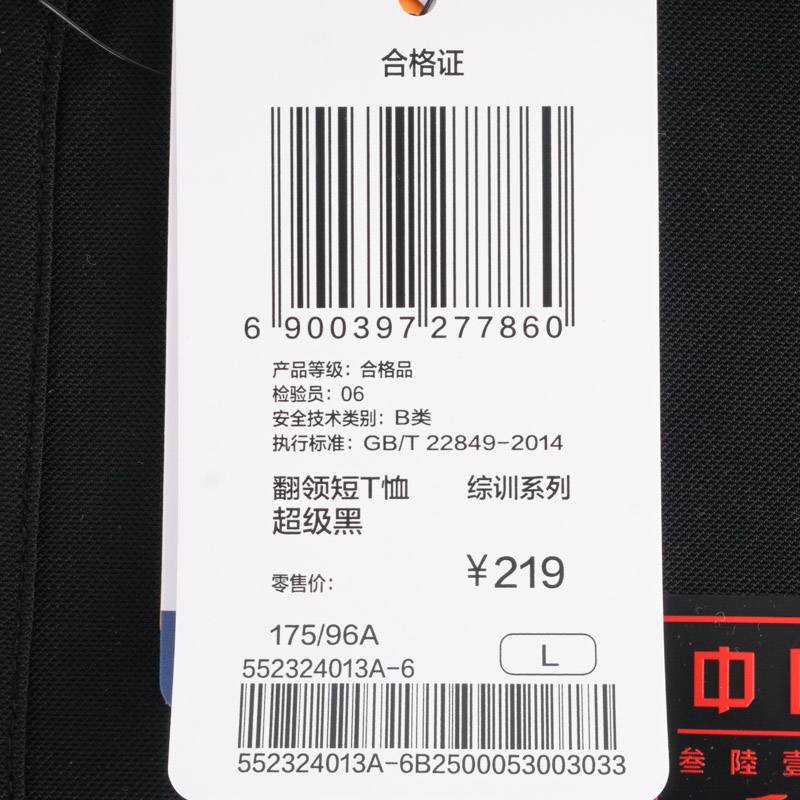 合格证
6 900397 277860
产品等级：合格品
检验员：06
安全技术类别：B类
执行标准：GB/T 22849-2014
翻领短T恤 综训系列
超级黑
零售价： ¥219
175/96A
L
552324013A-6
552324013A-6B2500053003033
中
叁陸壹